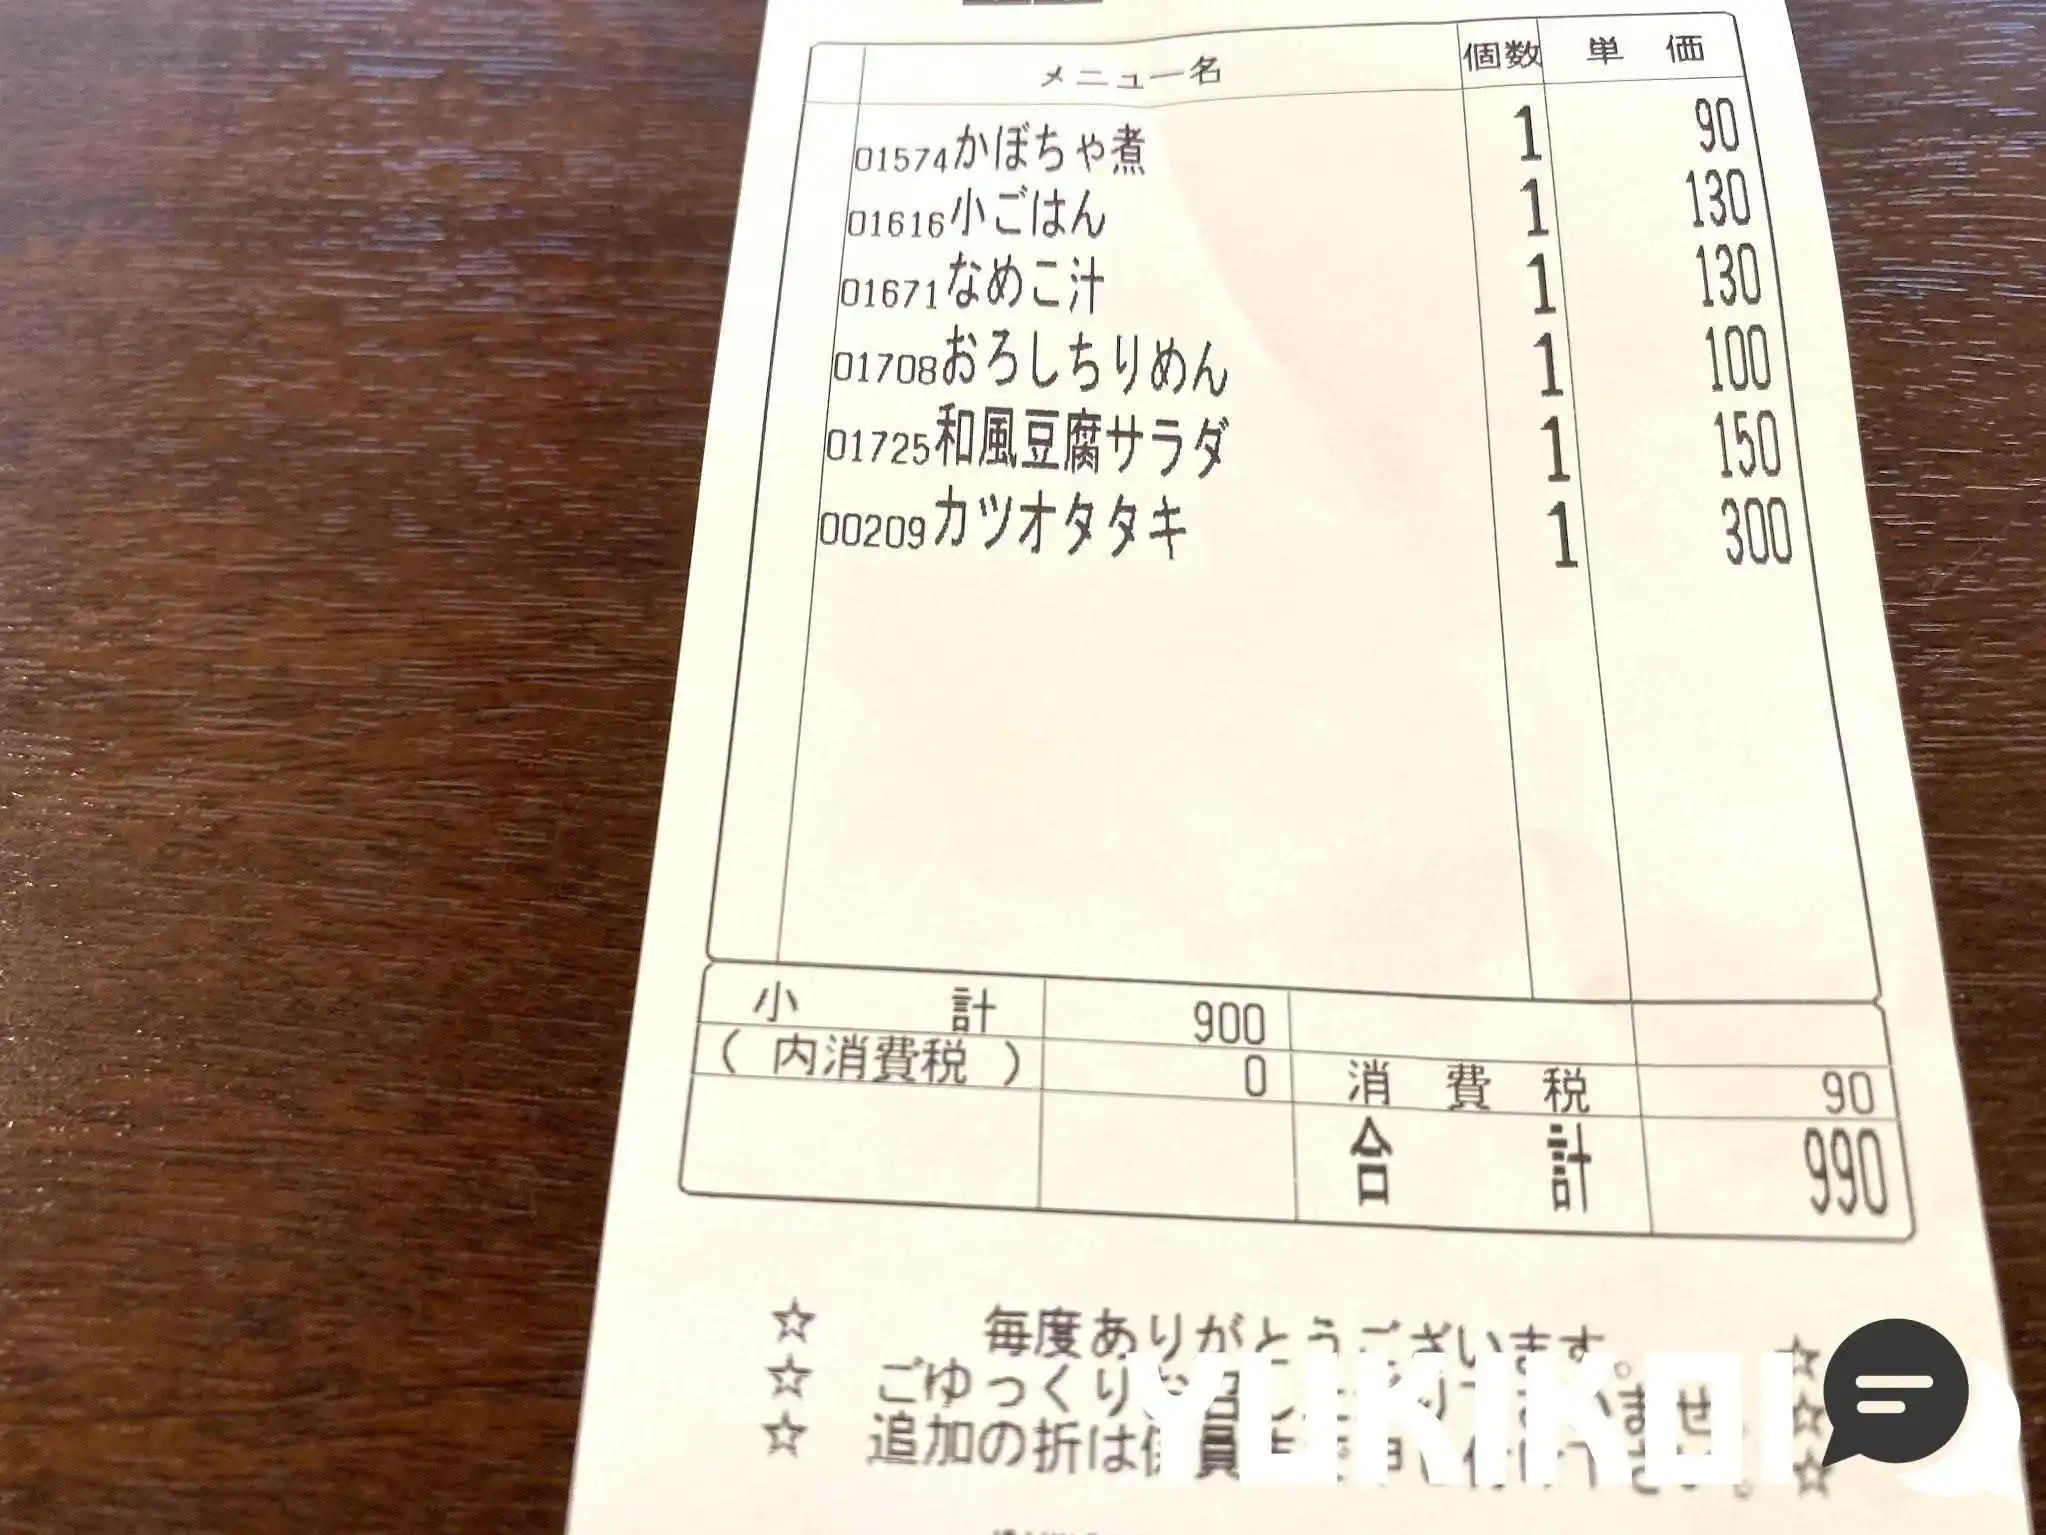 メニュー名 個数 単価
01574かぼちゃ煮 1 90
01616小ごはん 1 130
01671なめこ汁 1 130
01708おろしちりめん 1 100
01725和風豆腐サラダ 1 150
00209カツオタタキ 1 300
小計 900
(内消費税) 0 消費税 90
合計 990
☆ 毎度ありがとうございます。 ☆
☆ ごゆっくり ませ。 ☆
☆ 追加の折は係員 ☆
YUKIKOI